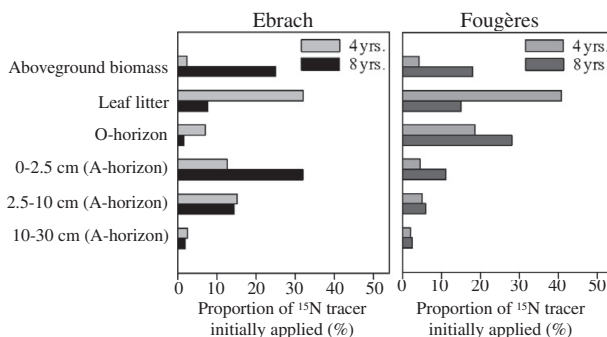 Ebrach
4 yrs.
8 yrs.
Fougères
4 yrs.
8 yrs.
Aboveground biomass
Leaf litter
O-horizon
0-2.5 cm (A-horizon)
2.5-10 cm (A-horizon)
10-30 cm (A-horizon)
0 10 20 30 40 50
Proportion of ¹⁵N tracer
initially applied (%)
0 10 20 30 40 50
Proportion of ¹⁵N tracer
initially applied (%)